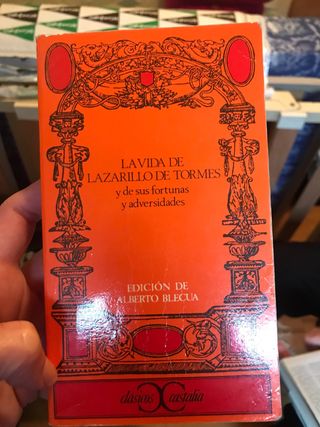 LA VIDA DE
LAZARILLO DE TORMES
y de sus fortunas
y adversidades
EDICIÓN DE
ALBERTO BLECUA
clásicos castalia